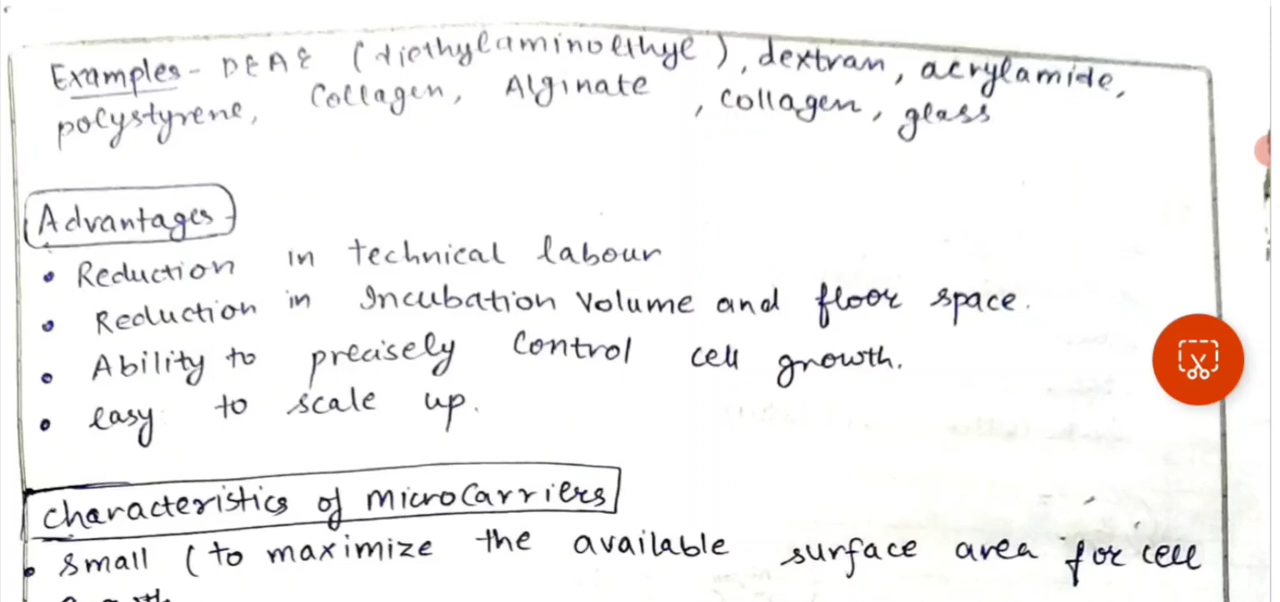 Examples - DEAE (diethylaminoethyl), dextran, acrylamide,
polystyrene, Collagen, Alginate, collagen, glass
Advantages -
• Reduction in technical labour
• Reduction in Incubation Volume and floor space.
• Ability to precisely control cell growth.
• easy to scale up.
characteristics of microcarriers
• small (to maximize the available surface area for cell